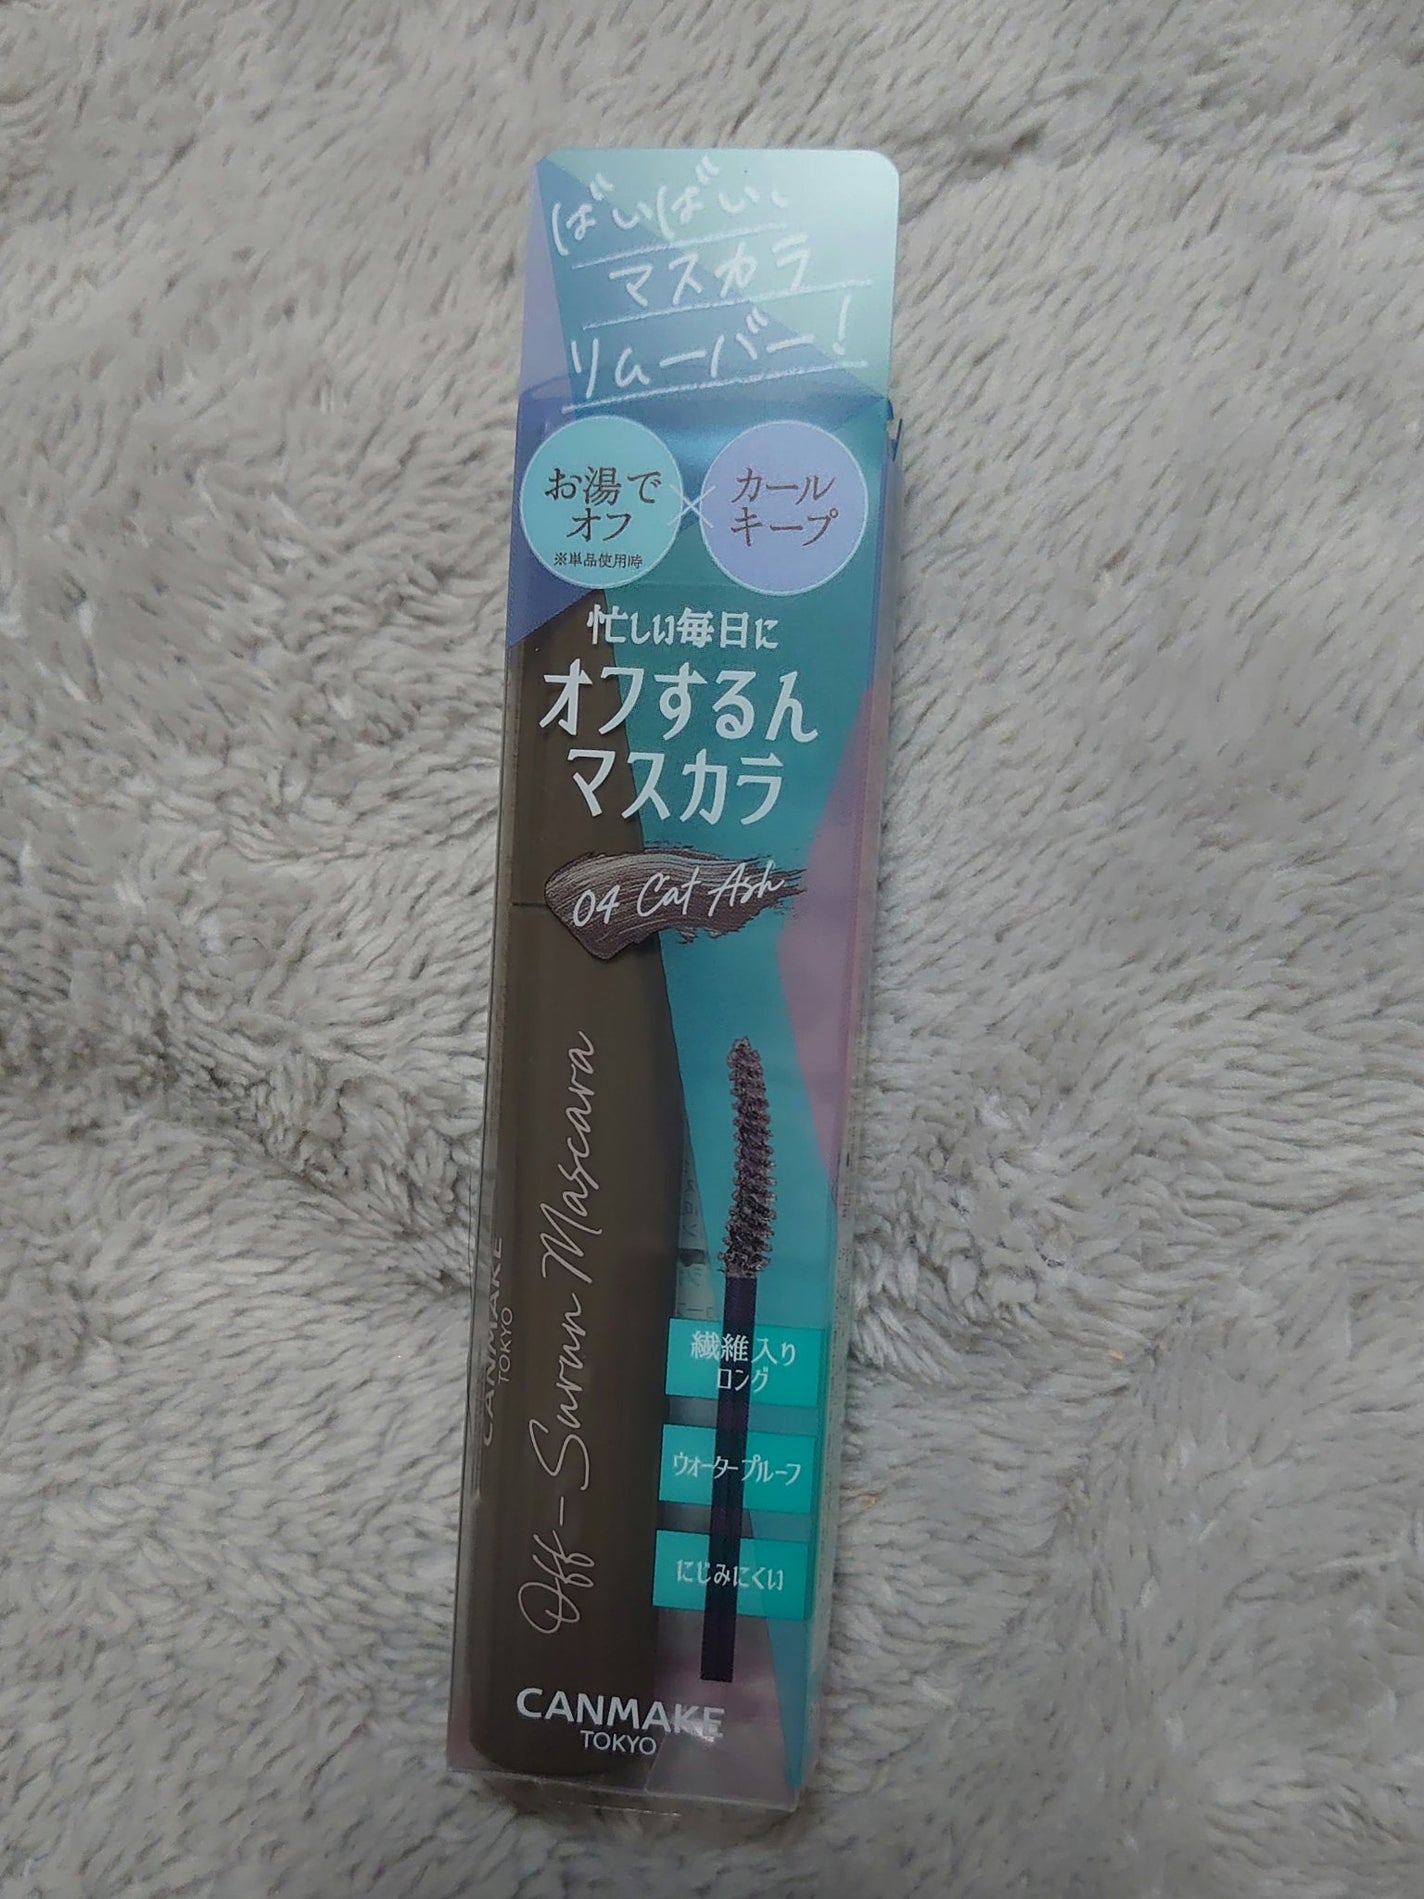 ばいばい、
マスカラ
リムーバー!
お湯で
オフ
※単品使用時
×
カール
キープ
忙しい毎日に
オフするん
マスカラ
04 Cat Ash
Off-Sururn Mascara
CANMAKE
TOKYO
繊維入り
ロング
ウォータープルーフ
にじみにくい
CANMAKE
TOKYO